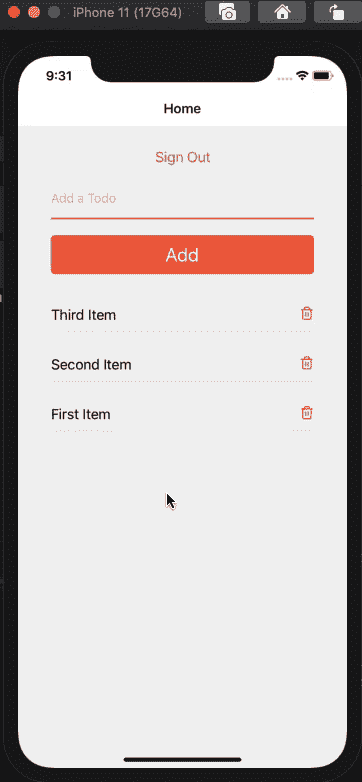 iPhone 11 (17G64)
9:31
Home
Sign Out
Add a Todo
Add
Third Item
Second Item
First Item